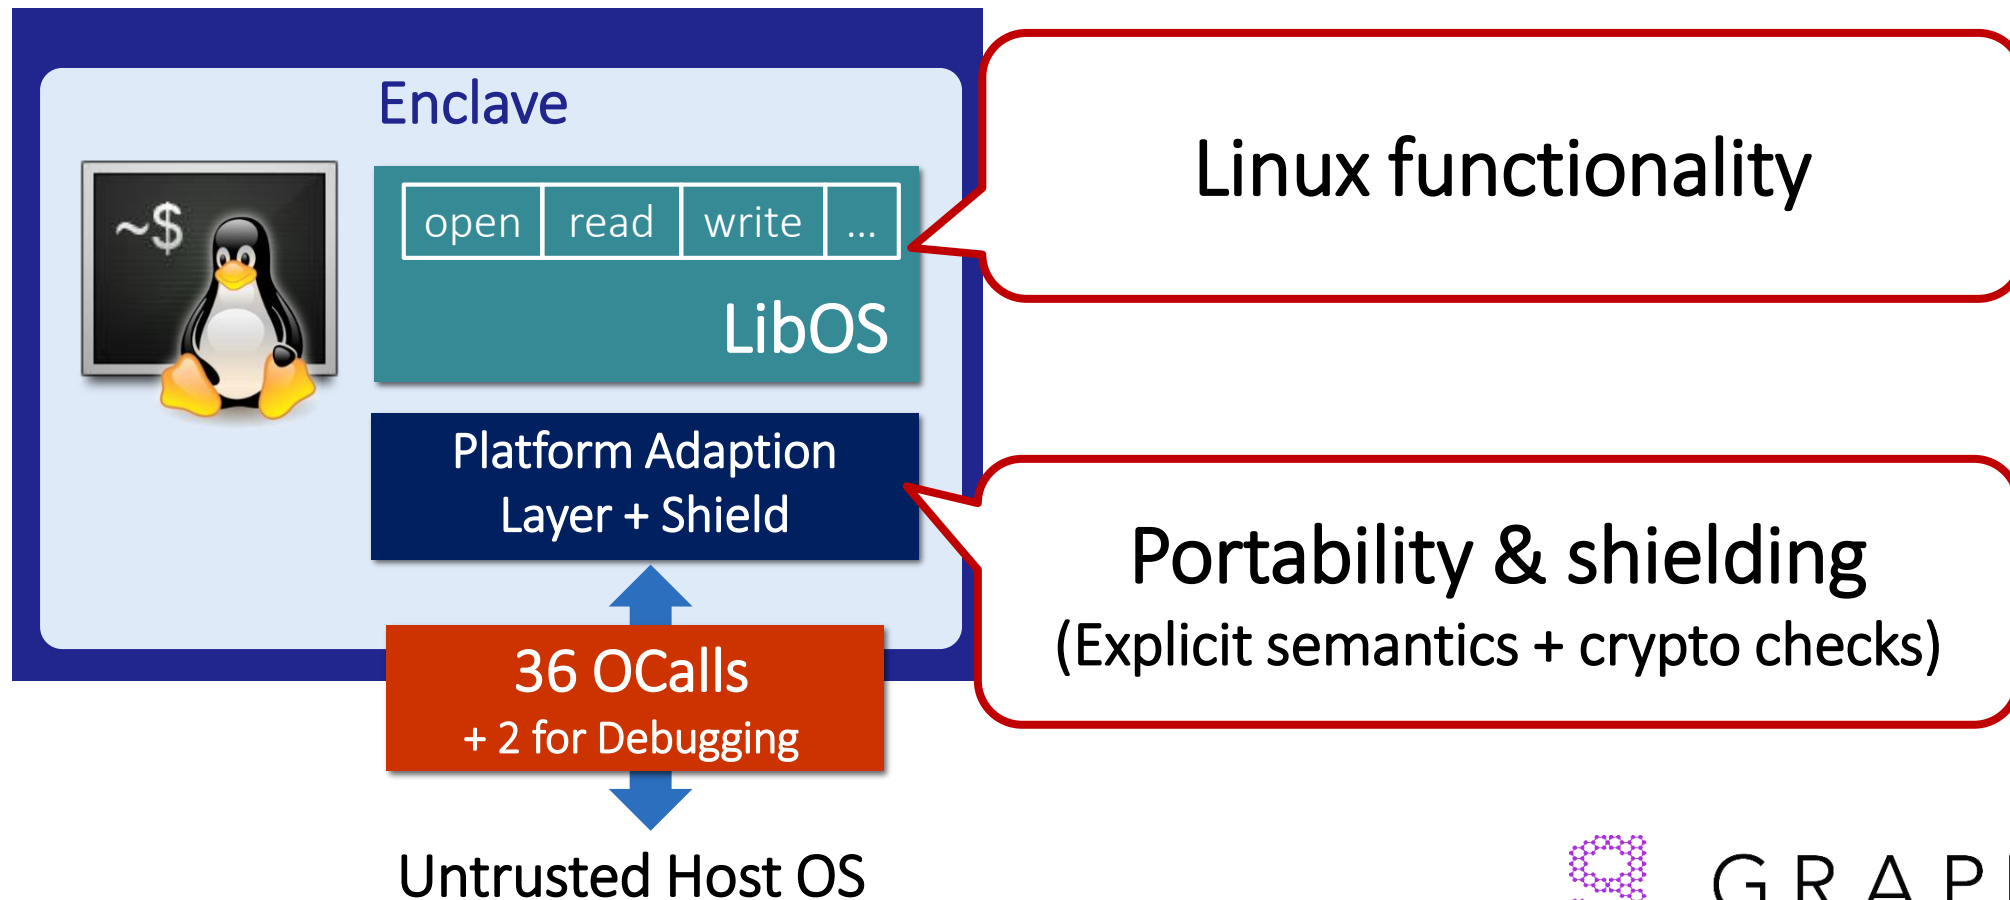 Enclave
~$
open read write ...
LibOS
Linux functionality
Platform Adaption
Layer + Shield
Portability & shielding
(Explicit semantics + crypto checks)
36 OCalls
+ 2 for Debugging
Untrusted Host OS